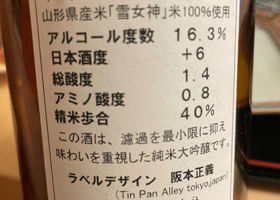 山形県産米「雪女神」米100%使用
アルコール度数 16.3%
日本酒度 +6
総酸度 1.4
アミノ酸度 0.8
精米歩合 40%
この酒は、濾過を最小限に抑え
味わいを重視した純米大吟醸です。
ラベルデザイン 阪本正義
(Tin Pan Alley tokyo,japan)